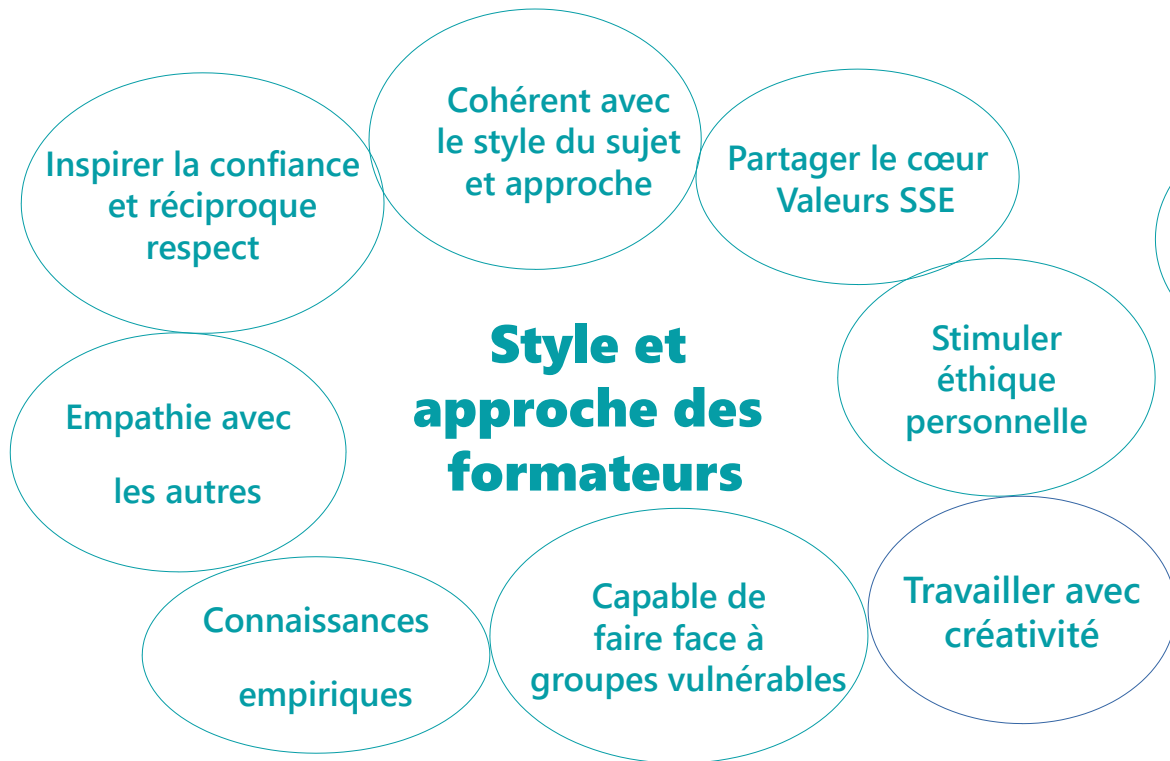 Cohérent avec
le style du sujet
et approche
Inspirer la confiance
et réciproque
respect
Partager le cœur
Valeurs SSE
Style et
approche des
formateurs
Stimuler
éthique
personnelle
Empathie avec
les autres
Travailler avec
créativité
Capable de
faire face à
groupes vulnérables
Connaissances
empiriques